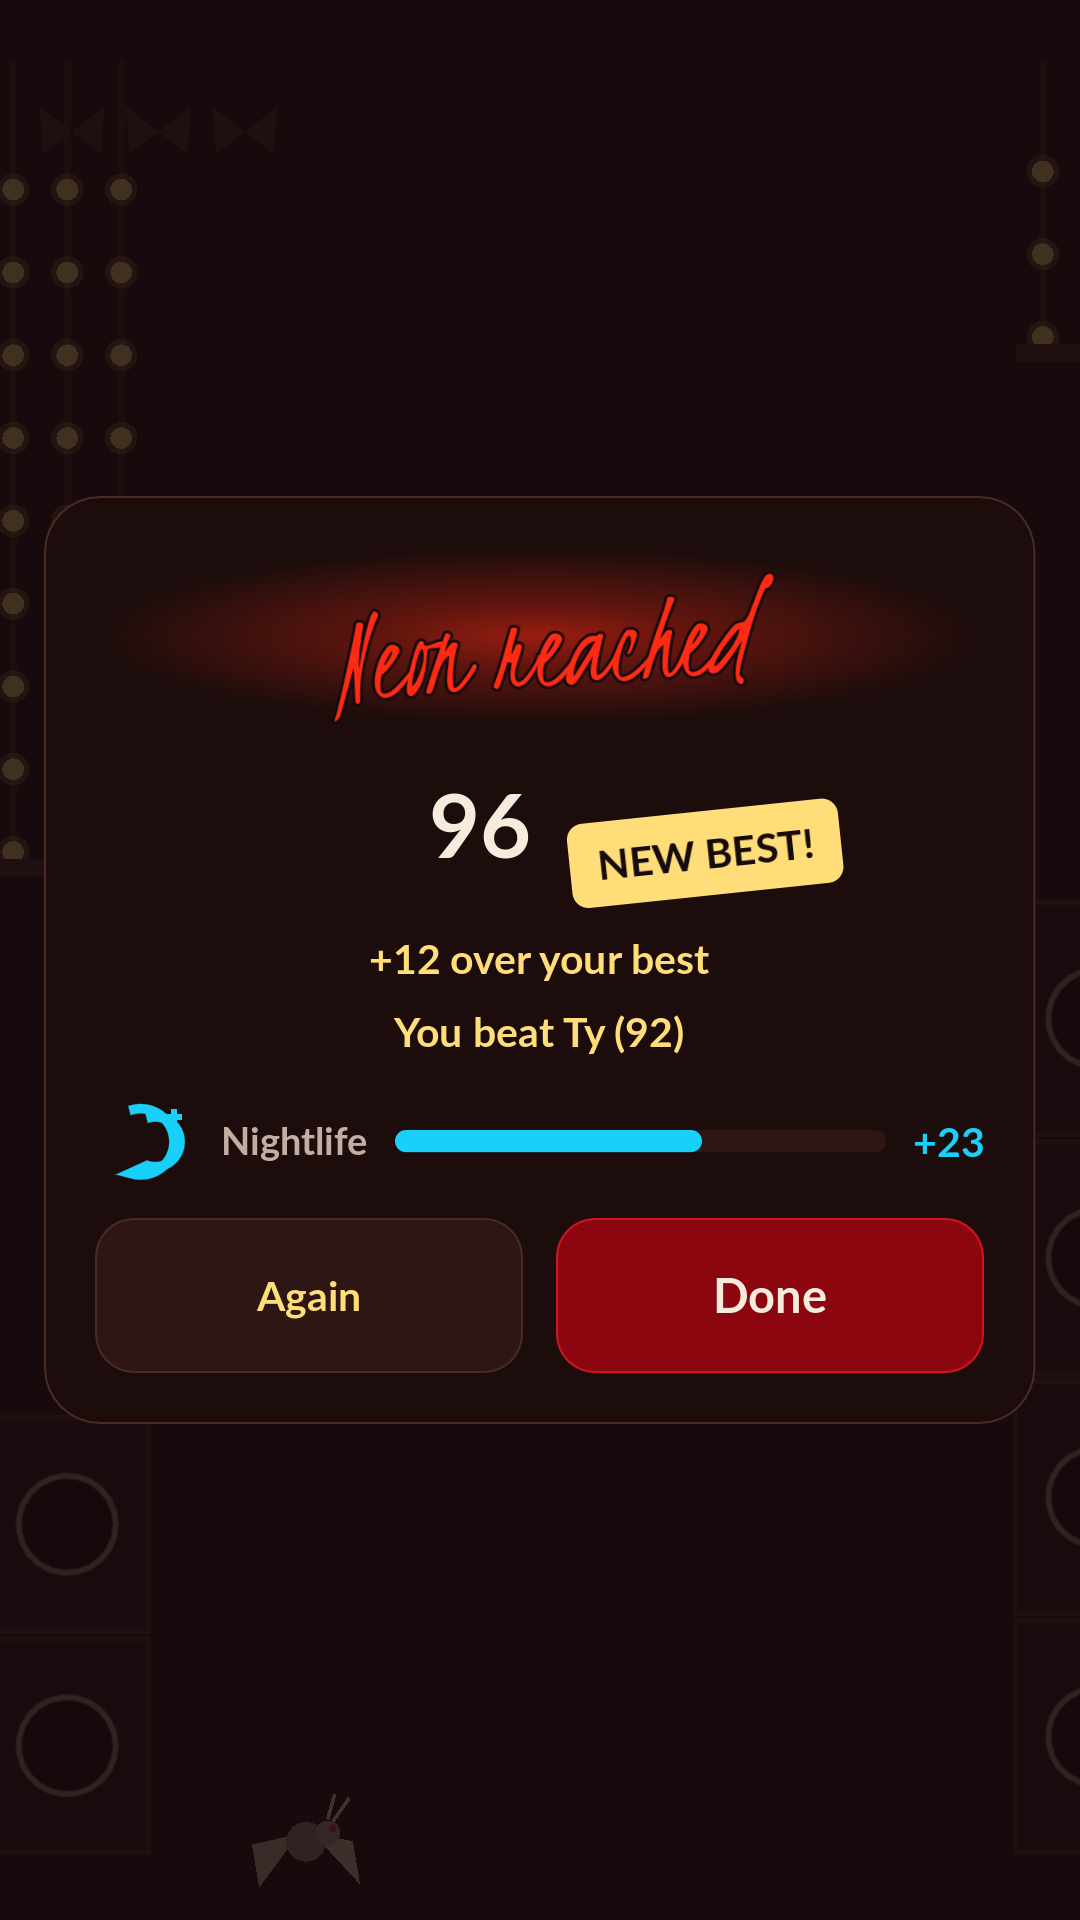 Neon reached
96 NEW BEST!
+12 over your best
You beat Ty (92)
Nightlife +23
Again Done